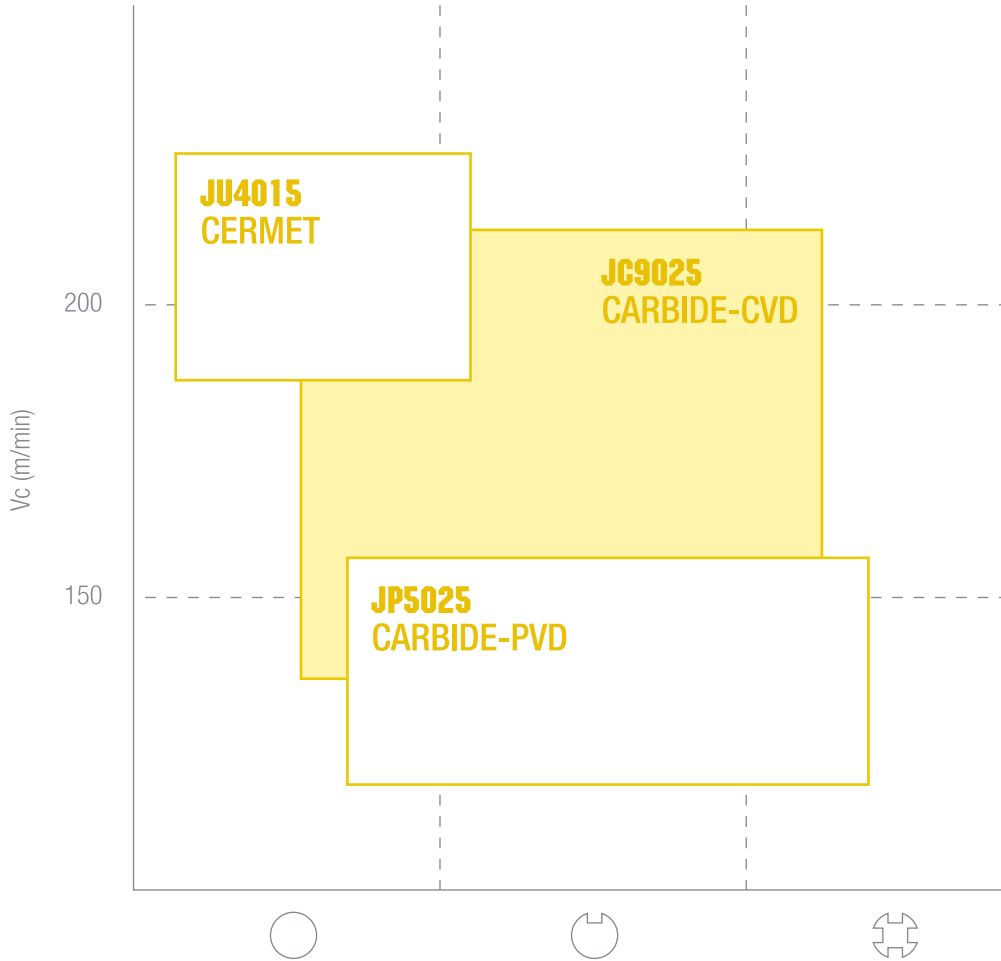 JU4015
CERMET
JC9025
CARBIDE-CVD
200
Vc (m/min)
150
JP5025
CARBIDE-PVD